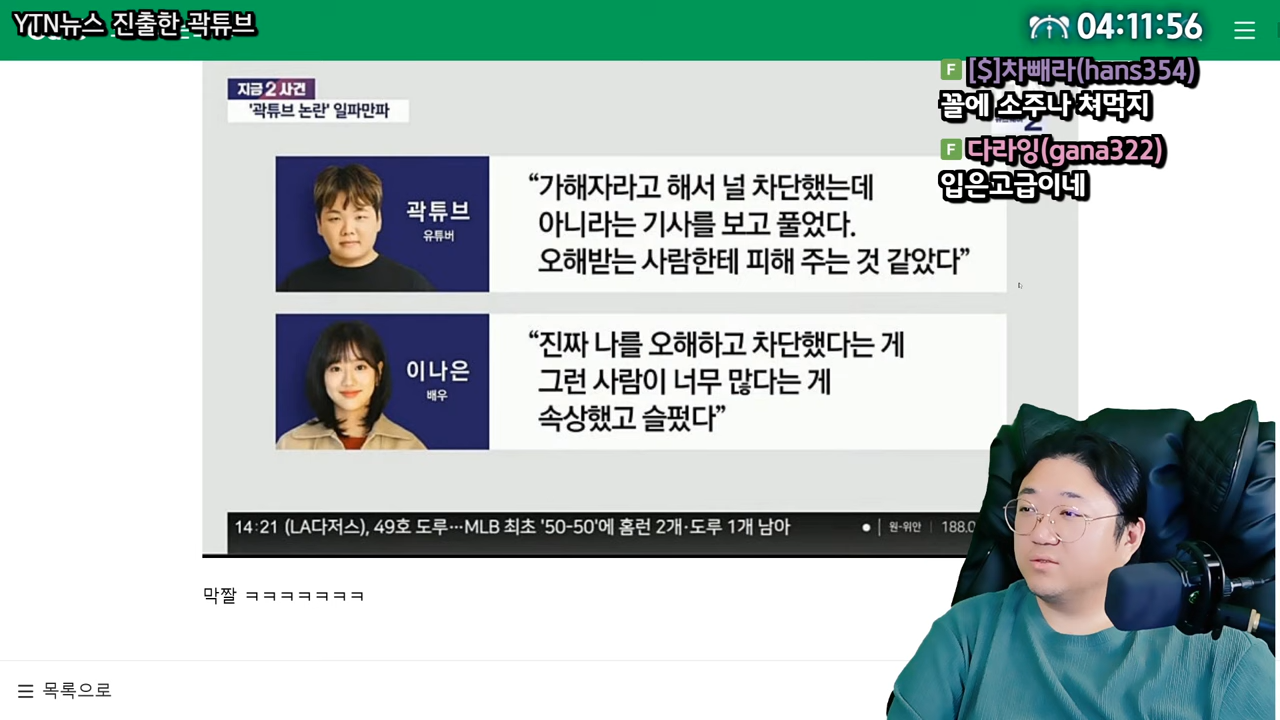 YTN뉴스 진출한 곽튜브
04:11:56
[$]차빼라(hans354)
꼴에 소주나 쳐먹지
다라잉(gana322)
입은고급이네
지금 2 사건
'곽튜브 논란' 일파만파
곽튜브
유튜버
“가해자라고 해서 널 차단했는데
아니라는 기사를 보고 풀었다.
오해받는 사람한테 피해 주는 것 같았다”
이나은
배우
“진짜 나를 오해하고 차단했다는 게
그런 사람이 너무 많다는 게
속상했고 슬펐다”
14:21 (LA다저스), 49호 도루…MLB 최초 '50-50'에 홈런 2개·도루 1개 남아
원-위안 188.0
막짤 ㅋㅋㅋㅋㅋㅋㅋ
목록으로